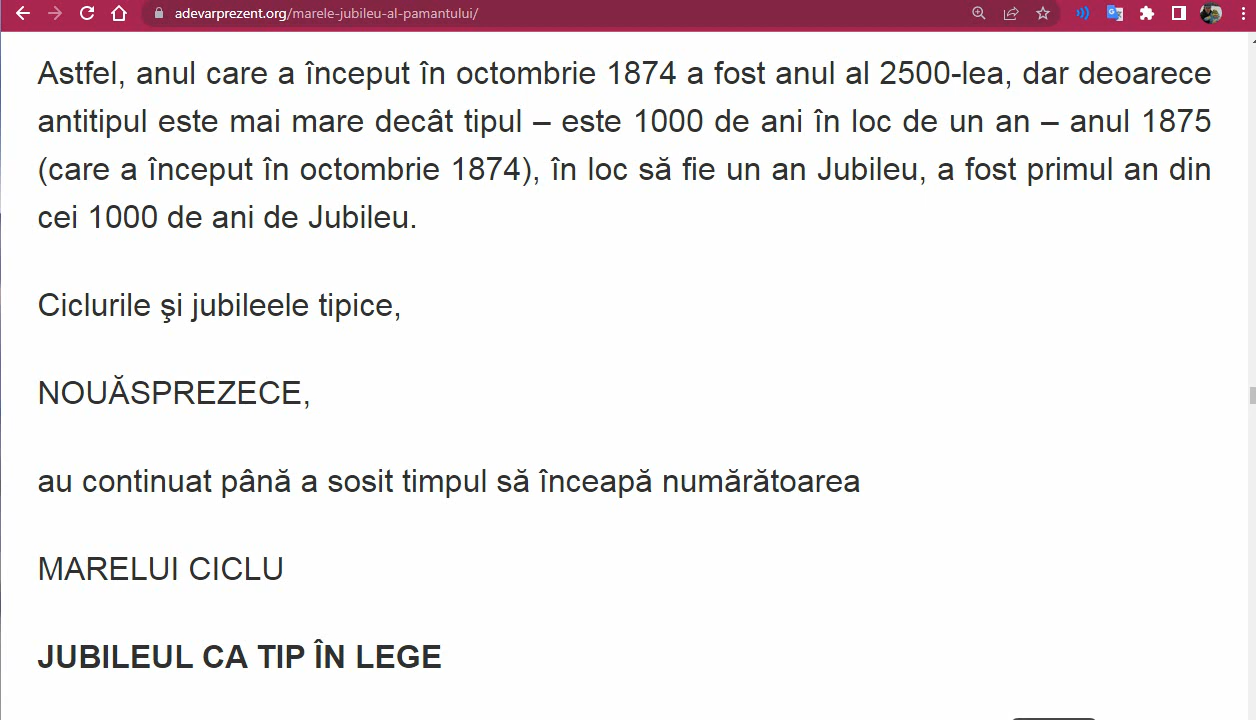 adevarprezent.org/marele-jubileu-al-pamantului/
Astfel, anul care a început în octombrie 1874 a fost anul al 2500-lea, dar deoarece
antitipul este mai mare decât tipul – este 1000 de ani în loc de un an – anul 1875
(care a început în octombrie 1874), în loc să fie un an Jubileu, a fost primul an din
cei 1000 de ani de Jubileu.
Ciclurile şi jubileele tipice,
NOUĂSPREZECE,
au continuat până a sosit timpul să înceapă numărătoarea
MARELUI CICLU
JUBILEUL CA TIP ÎN LEGE